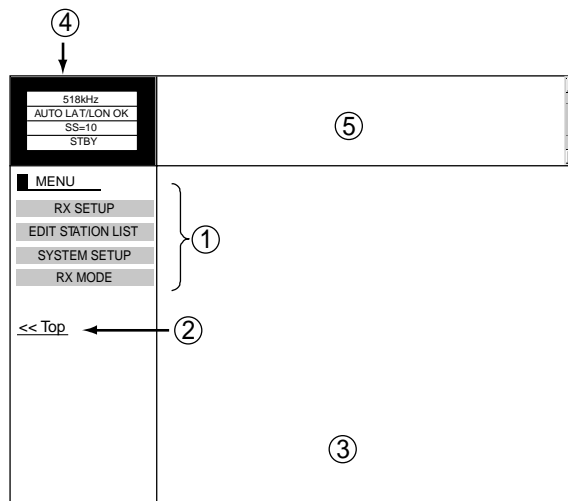 ④
518kHz
AUTO LAT/LON OK
SS=10
STBY
⑤
MENU
RX SETUP
EDIT STATION LIST
SYSTEM SETUP
RX MODE
①
<< Top
②
③